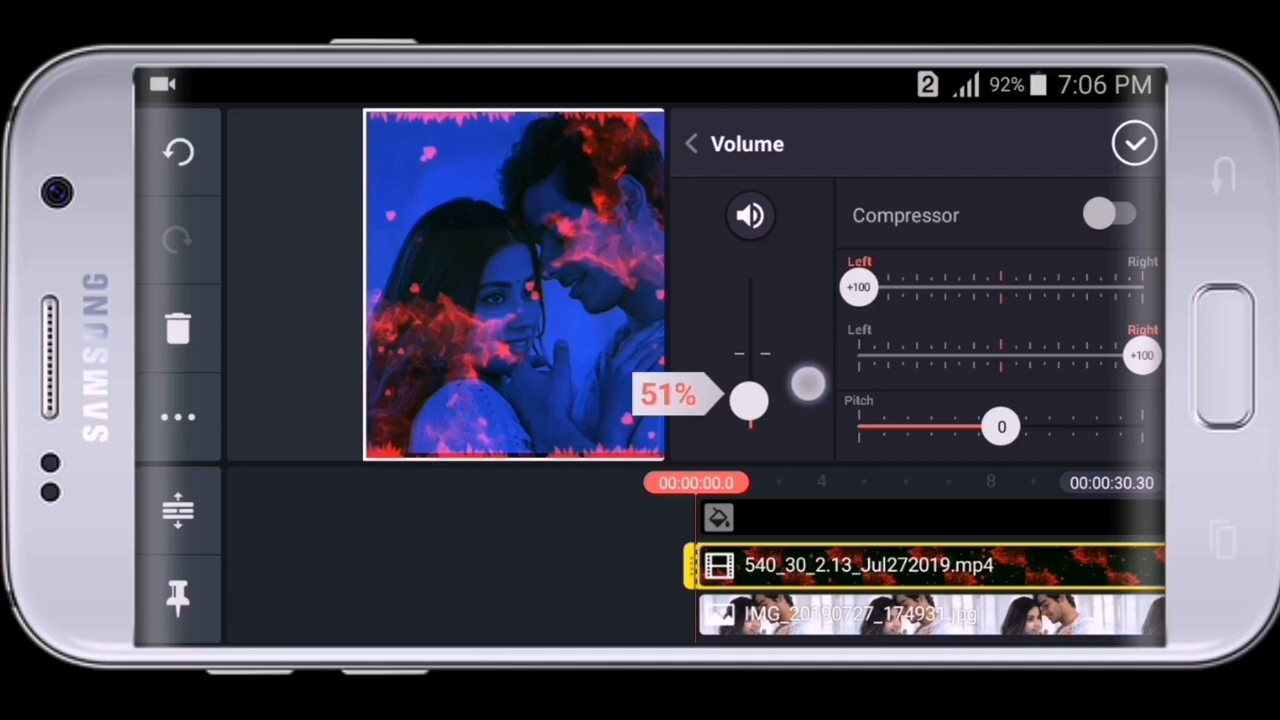 2 92% 7:06 PM
Volume
Compressor
Left Right
+100
Left Right
+100
51%
Pitch
0
00:00:00.0 4 8 00:00:30.30
540_30_2.13_Jul272019.mp4
IMG_20190727_174931.jpg
SAMSUNG